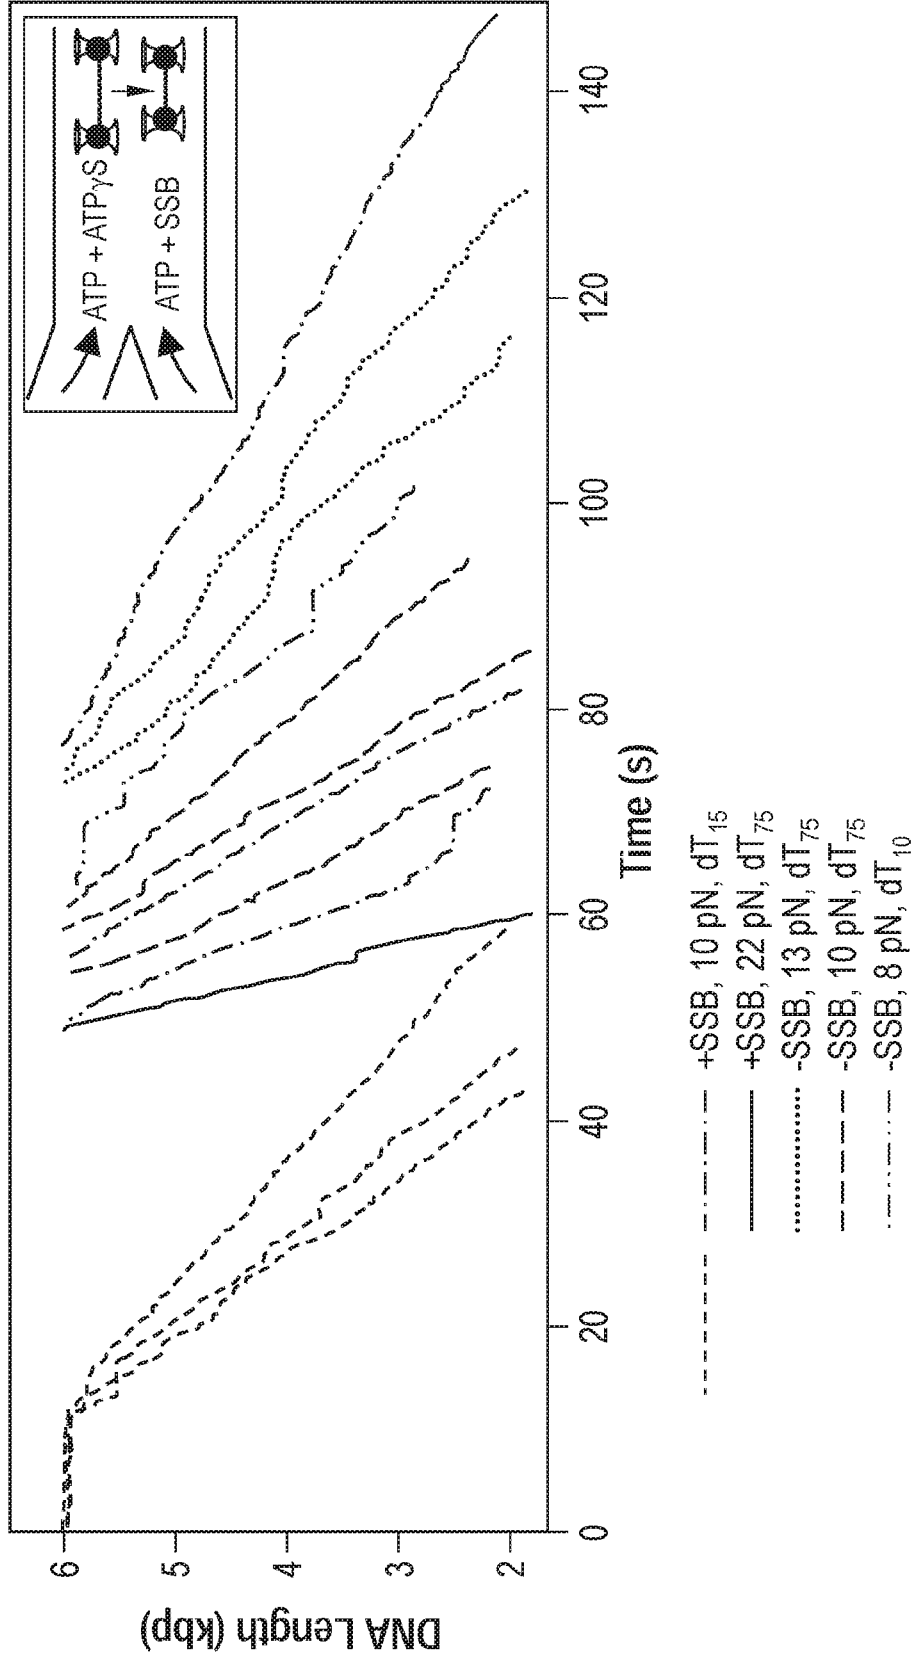 DNA Length (kbp)
6
5
4
3
2
0
20
40
60
80
100
120
140
Time (s)
ATP + ATPγS
ATP + SSB
+SSB, 10 pN, dT15
+SSB, 22 pN, dT75
-SSB, 13 pN, dT75
-SSB, 10 pN, dT75
-SSB, 8 pN, dT10